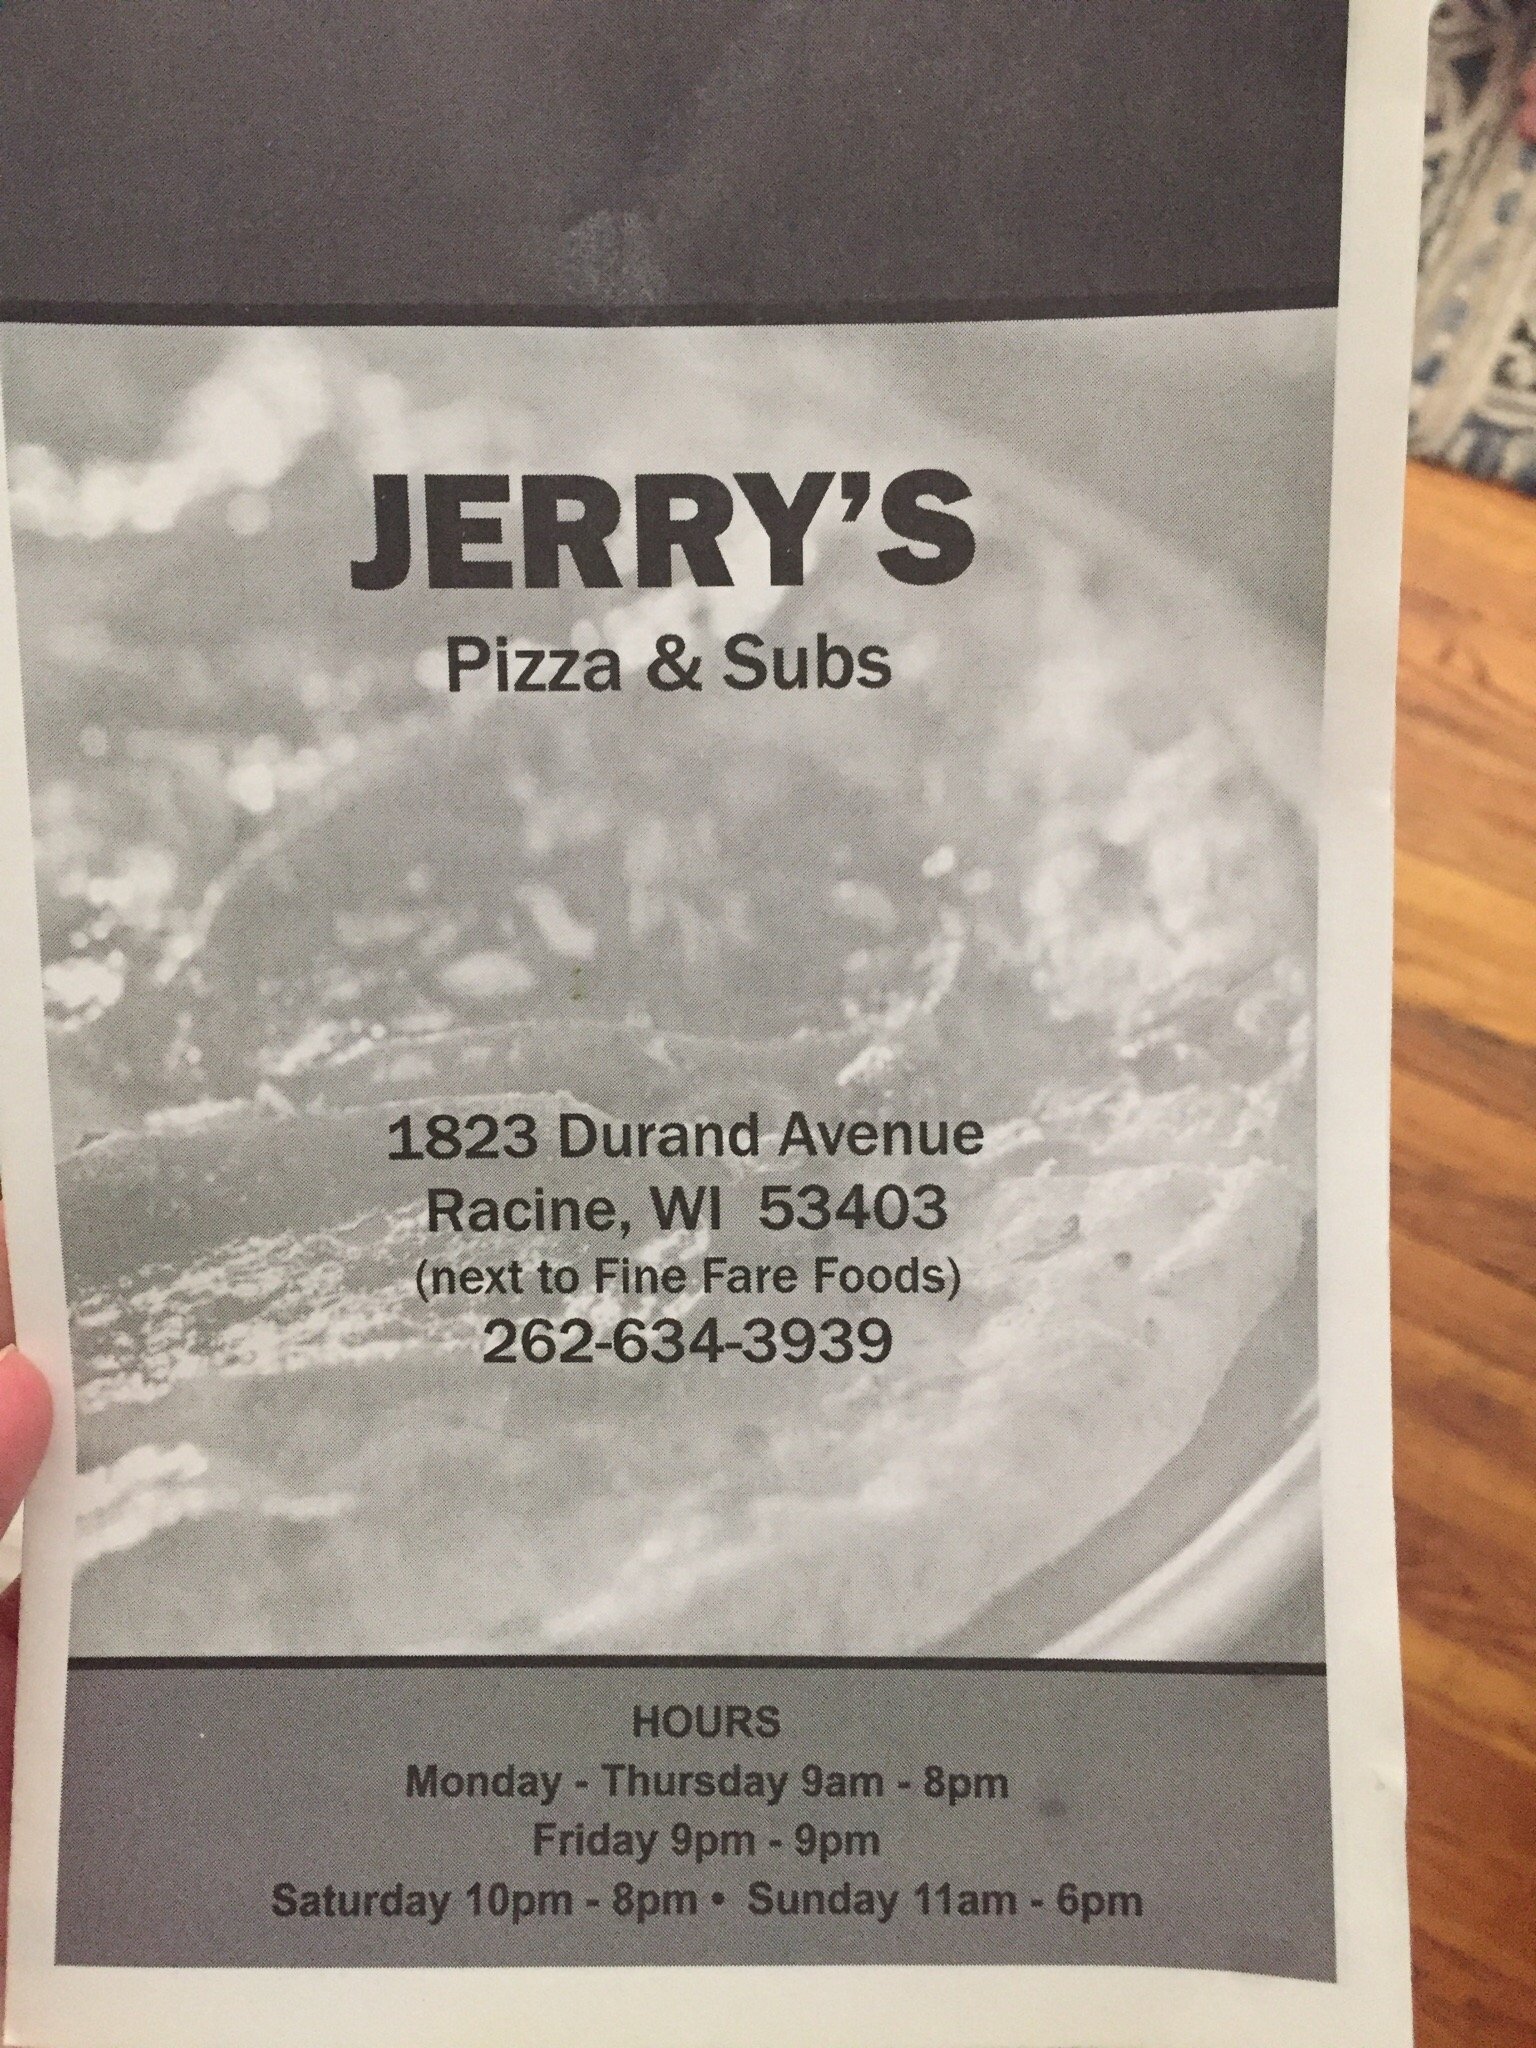 JERRY'S
Pizza & Subs
1823 Durand Avenue
Racine, WI 53403
(next to Fine Fare Foods)
262-634-3939
HOURS
Monday - Thursday 9am - 8pm
Friday 9pm - 9pm
Saturday 10pm - 8pm • Sunday 11am - 6pm